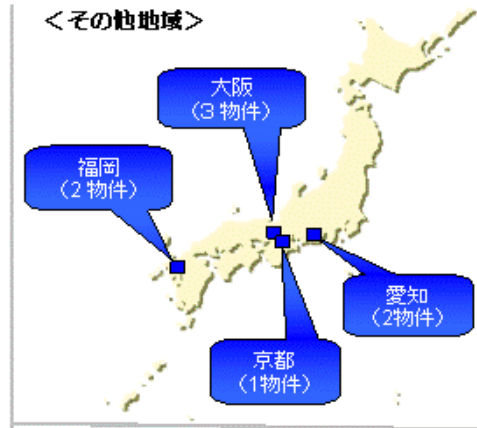 ＜その他地域＞
大阪
（３物件）
福岡
（２物件）
愛知
（2物件）
京都
（1物件）